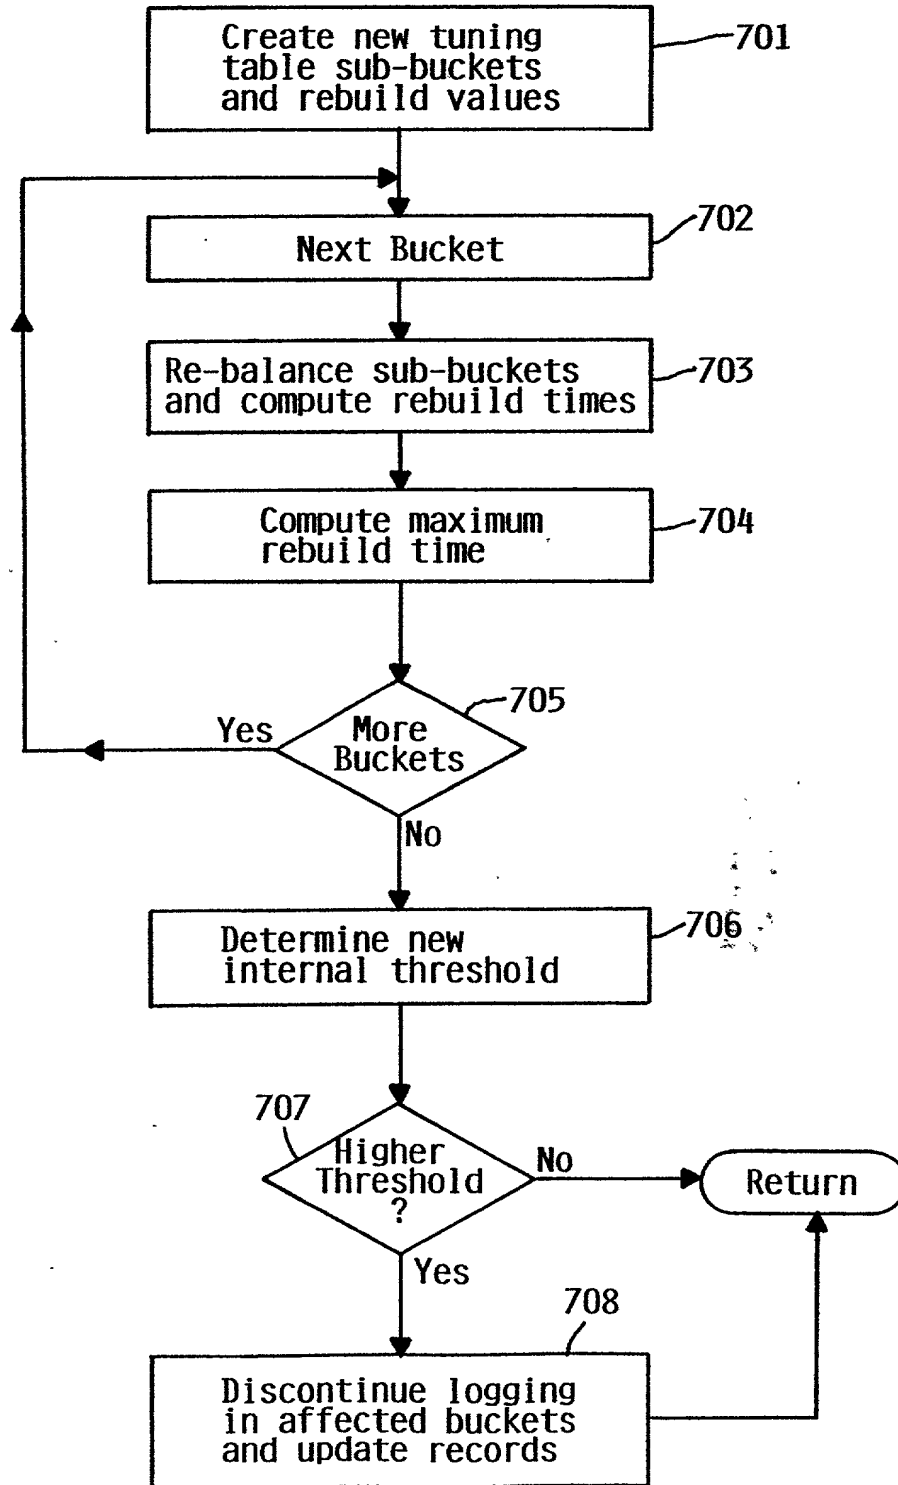 Create new tuning
table sub-buckets
and rebuild values
701
Next Bucket
702
Re-balance sub-buckets
and compute rebuild times
703
Compute maximum
rebuild time
704
More
Buckets
705
Yes
No
Determine new
internal threshold
706
707
Higher
Threshold
?
No
Return
Yes
708
Discontinue logging
in affected buckets
and update records